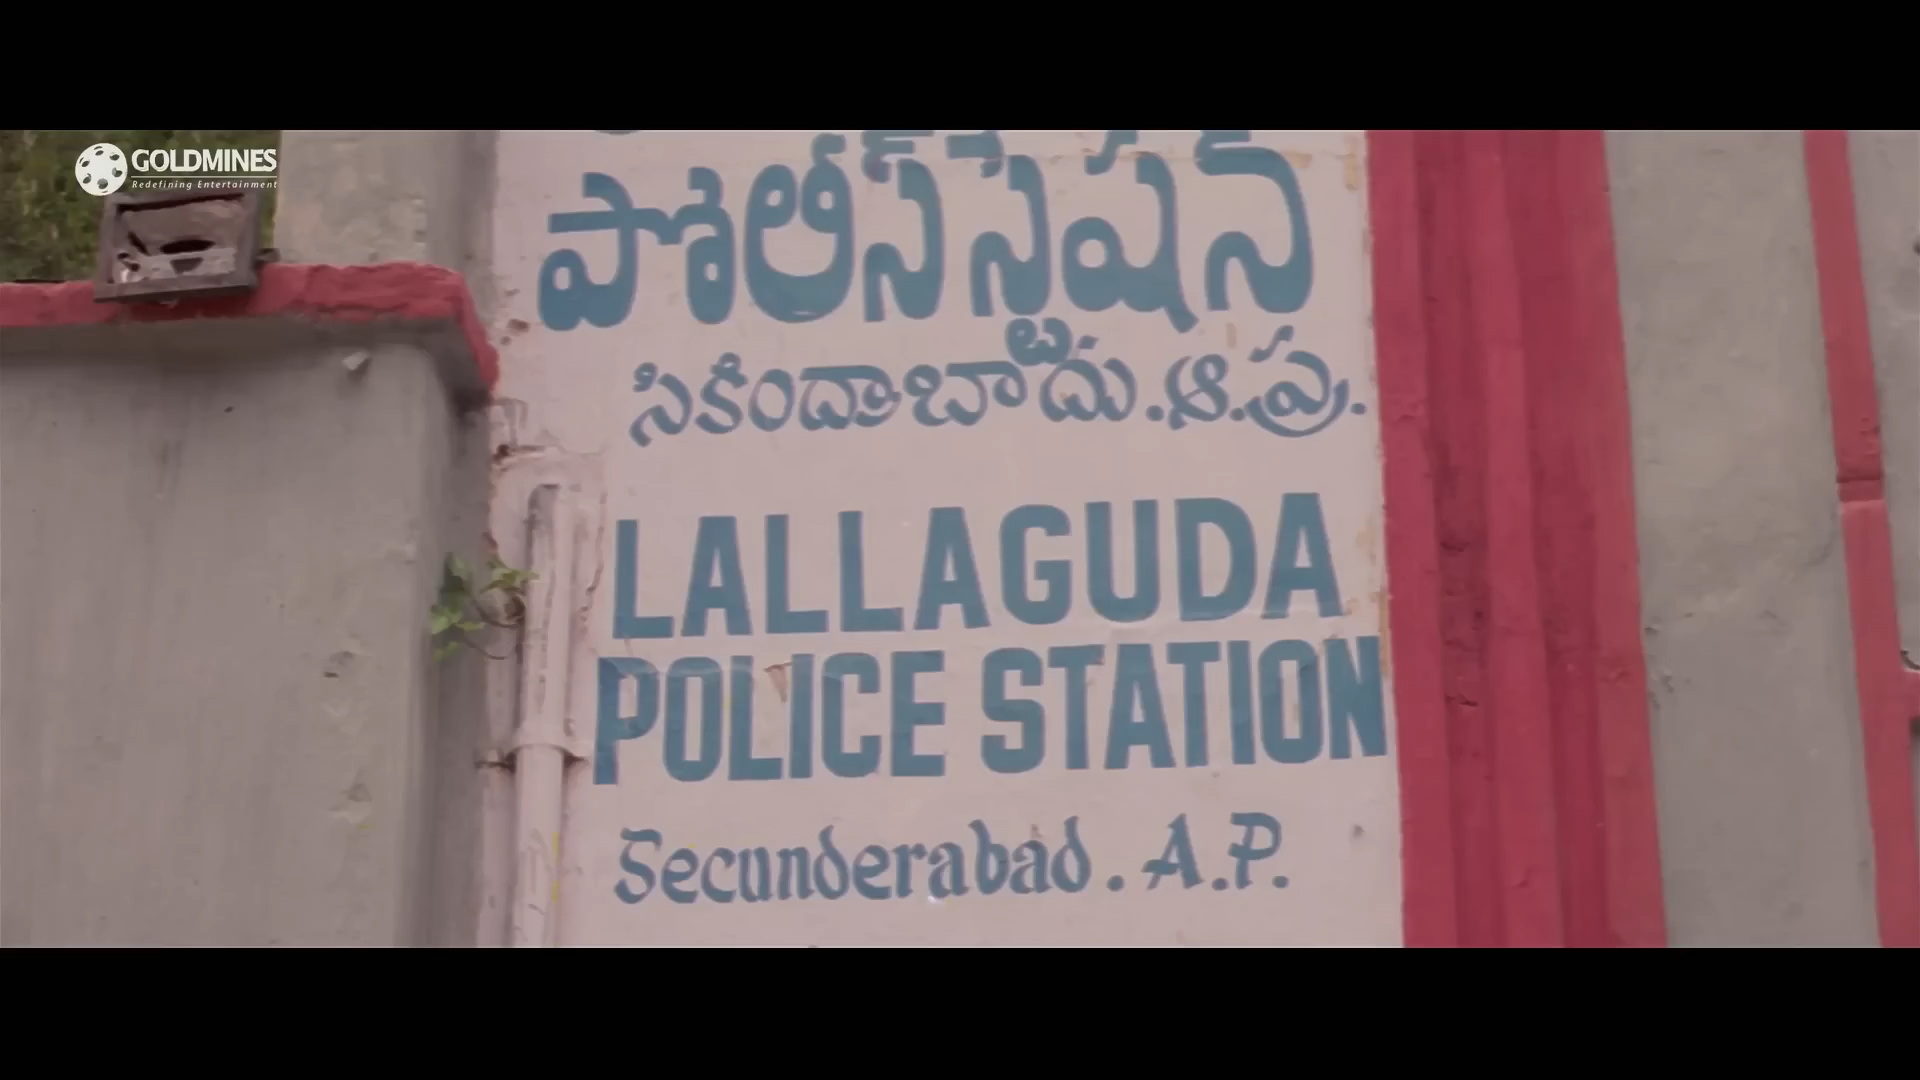 GOLDMINES
Redefining Entertainment
పోలీస్ స్టేషన్
సికింద్రాబాదు.ఆ.ప్ర.
LALLAGUDA
POLICE STATION
Secunderabad. A.P.